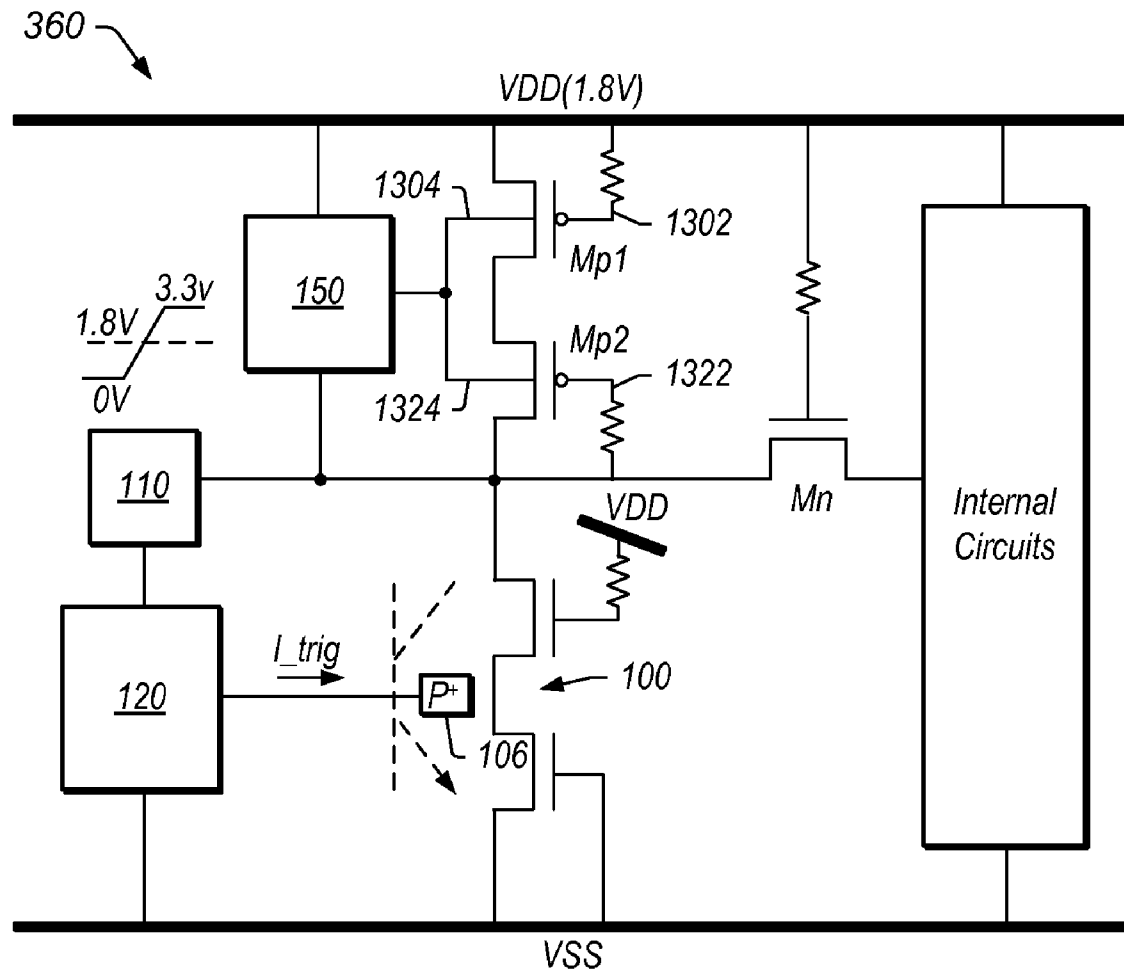 360
VDD(1.8V)
1304
1302
Mp1
150
3.3v
1.8V
0V
Mp2
1322
1324
110
Mn
VDD
Internal
Circuits
I_trig
120
P+
100
106
VSS